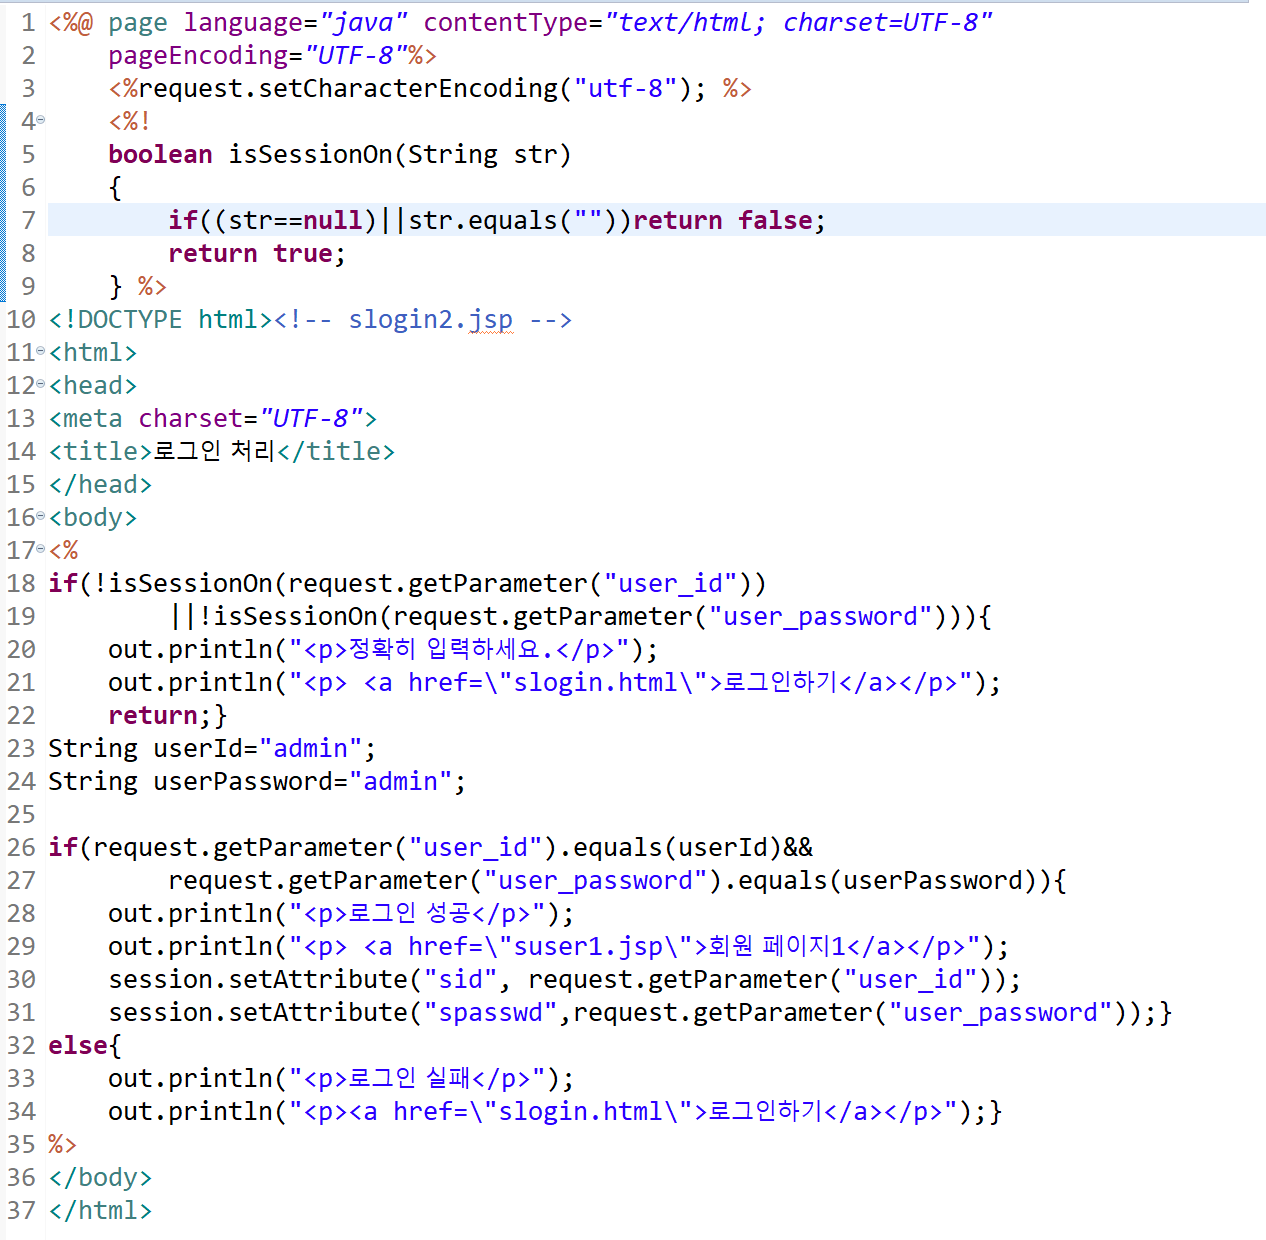 1 <%@ page language="java" contentType="text/html; charset=UTF-8"
2     pageEncoding="UTF-8"%>
3     <%request.setCharacterEncoding("utf-8"); %>
4     <%!
5     boolean isSessionOn(String str)
6     {
7         if((str==null)||str.equals(""))return false;
8         return true;
9     } %>
10 <!DOCTYPE html><!-- slogin2.jsp -->
11 <html>
12 <head>
13 <meta charset="UTF-8">
14 <title>로그인 처리</title>
15 </head>
16 <body>
17 <%
18 if(!isSessionOn(request.getParameter("user_id"))
19         ||!isSessionOn(request.getParameter("user_password"))){
20     out.println("<p>정확히 입력하세요.</p>");
21     out.println("<p> <a href=\"slogin.html\">로그인하기</a></p>");
22     return;}
23 String userId="admin";
24 String userPassword="admin";
25
26 if(request.getParameter("user_id").equals(userId)&&
27         request.getParameter("user_password").equals(userPassword)){
28     out.println("<p>로그인 성공</p>");
29     out.println("<p> <a href=\"suser1.jsp\">회원 페이지1</a></p>");
30     session.setAttribute("sid", request.getParameter("user_id"));
31     session.setAttribute("spasswd",request.getParameter("user_password"));}
32 else{
33     out.println("<p>로그인 실패</p>");
34     out.println("<p><a href=\"slogin.html\">로그인하기</a></p>");}
35 %>
36 </body>
37 </html>